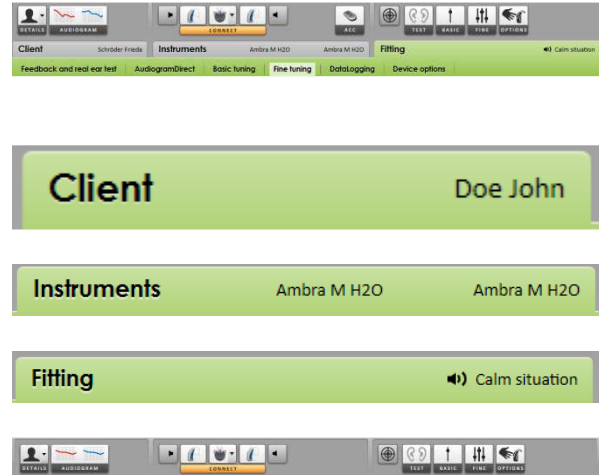 DETAILS AUDIOGRAM CONNECT ACC TEST BASIC FINE OPTIONS
Client Schröder Frieda Instruments Ambra M H2O Ambra M H2O Fitting Calm situation
Feedback and real ear test AudiogramDirect Basic tuning Fine tuning DataLogging Device options
Client Doe John
Instruments Ambra M H2O Ambra M H2O
Fitting Calm situation
DETAILS AUDIOGRAM CONNECT TEST BASIC FINE OPTIONS